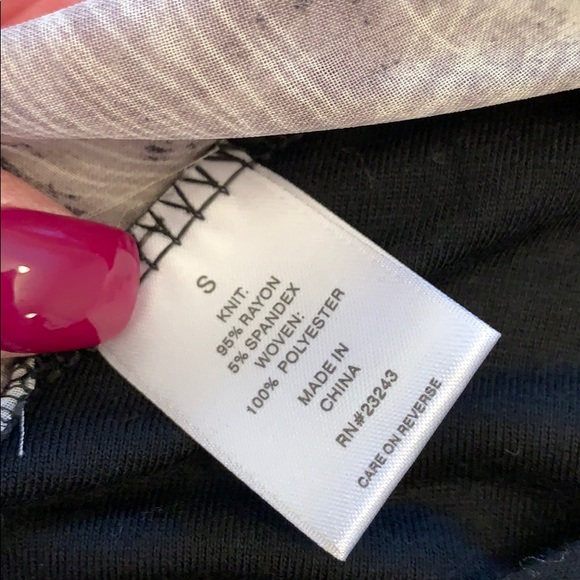 S
KNIT:
95% RAYON
5% SPANDEX
WOVEN:
100% POLYESTER
MADE IN
CHINA
RN#23243
CARE ON REVERSE